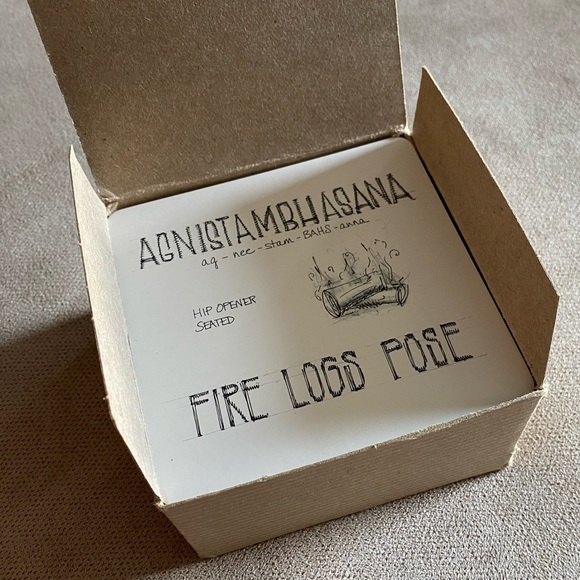 AGNISTAMBHASANA
ag - nee - stam - BAHS - anna
HIP OPENER
SEATED
FIRE LOGS POSE